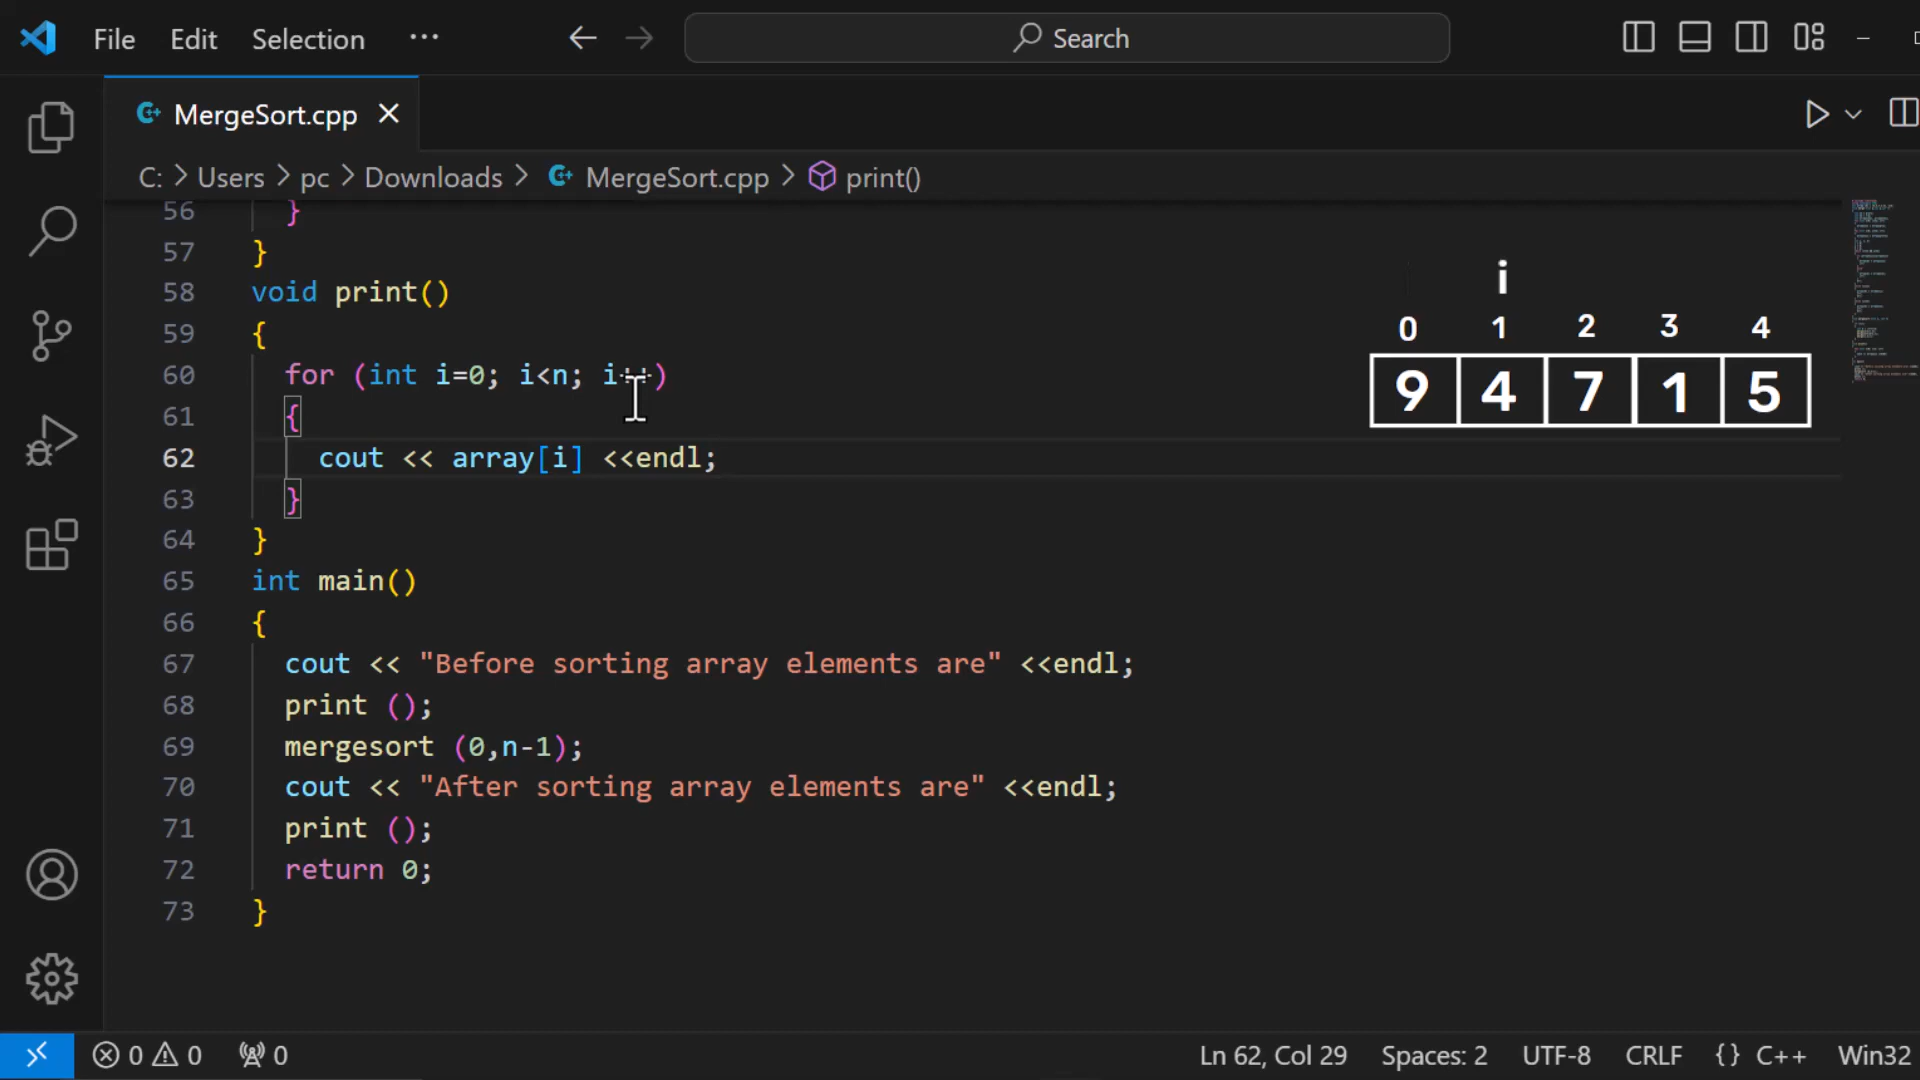 File Edit Selection ··· Search
MergeSort.cpp
C: > Users > pc > Downloads > MergeSort.cpp > print()
56 }
57 }
58 void print()
59 {
60 for (int i=0; i<n; i++)
61 {
62 cout << array[i] <<endl;
63 }
64 }
65 int main()
66 {
67 cout << "Before sorting array elements are" <<endl;
68 print ();
69 mergesort (0,n-1);
70 cout << "After sorting array elements are" <<endl;
71 print ();
72 return 0;
73 }
i
0 1 2 3 4
9 4 7 1 5
0 0 0 Ln 62, Col 29 Spaces: 2 UTF-8 CRLF {} C++ Win32